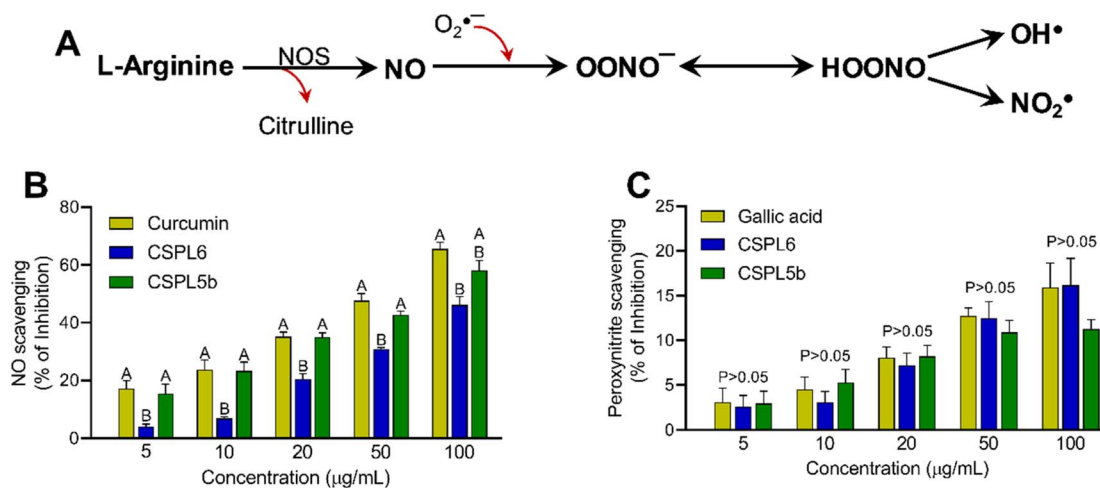 A
O₂•−
L-Arginine
NOS
NO
OONO−
HOONO
OH•
NO₂•
Citrulline
B
NO scavenging
(% of Inhibition)
80
60
40
20
0
Curcumin
CSPL6
CSPL5b
A B A
A B A
A B A
A B A
A B A B
5 10 20 50 100
Concentration (µg/mL)
C
Peroxynitrite scavenging
(% of Inhibition)
25
20
15
10
5
0
Gallic acid
CSPL6
CSPL5b
P>0.05
P>0.05
P>0.05
P>0.05
P>0.05
5 10 20 50 100
Concentration (µg/mL)